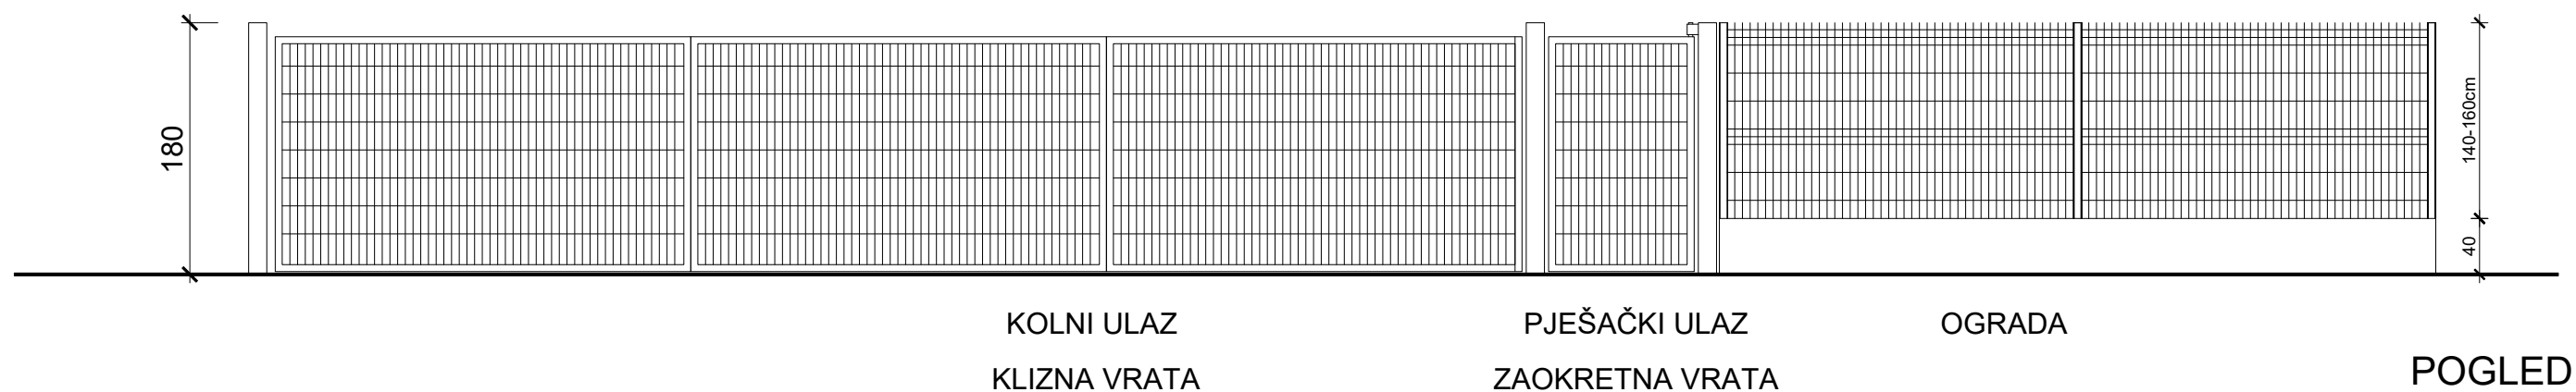 180
140-160cm
40
KOLNI ULAZ
KLIZNA VRATA
PJEŠAČKI ULAZ
ZAOKRETNA VRATA
OGRADA
POGLED